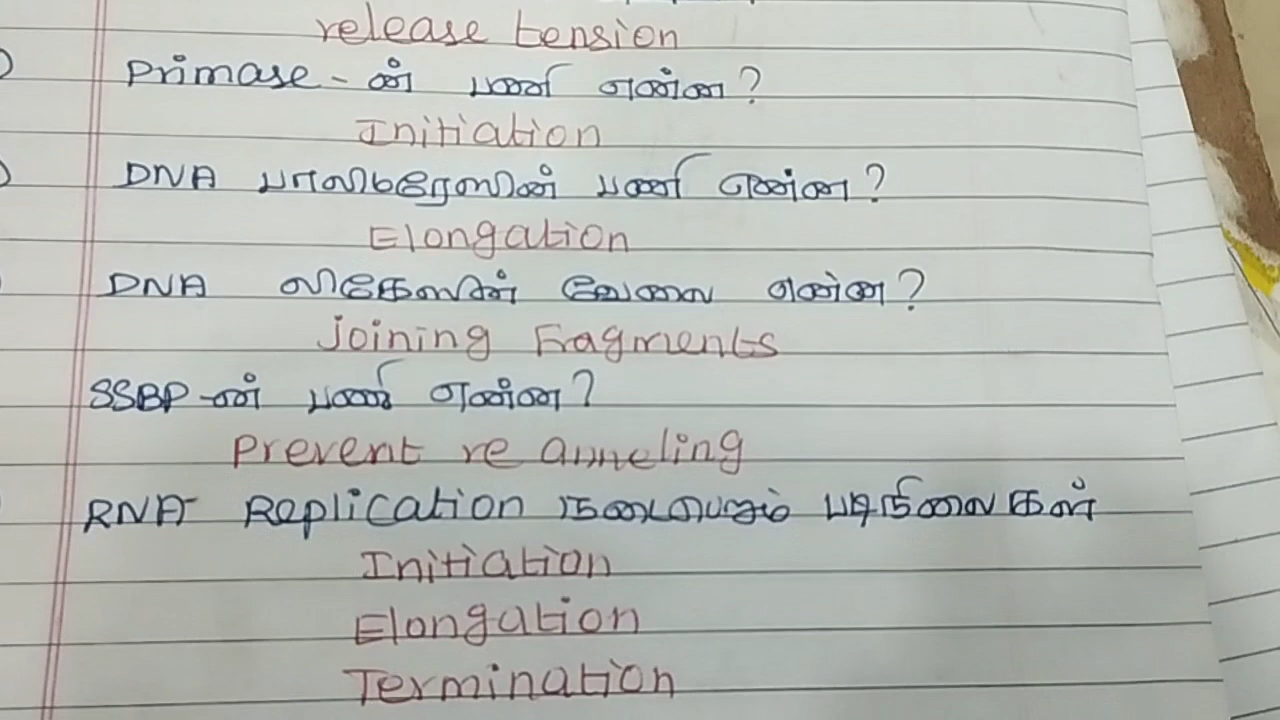 release tension
Primase-ன் பணி என்ன?
Initiation
DNA பாலிமரேஸின் பணி என்ன?
Elongation
DNA லிகேஸின் வேலை என்ன?
Joining Fragments
SSBP-ன் பணி என்ன?
Prevent re anneling
RNA Replication நடைபெறும் படிநிலைகள்
Initiation
Elongation
Termination